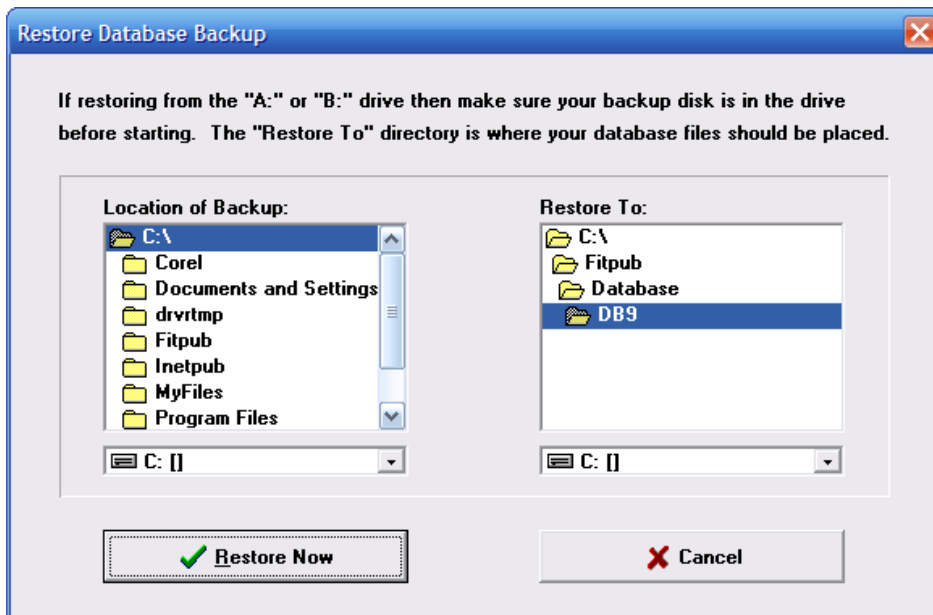 Restore Database Backup
If restoring from the "A:" or "B:" drive then make sure your backup disk is in the drive
before starting. The "Restore To" directory is where your database files should be placed.
Location of Backup:
C:\
Corel
Documents and Settings
drvrtmp
Fitpub
Inetpub
MyFiles
Program Files
C: []
Restore To:
C:\
Fitpub
Database
DB9
C: []
Restore Now
Cancel